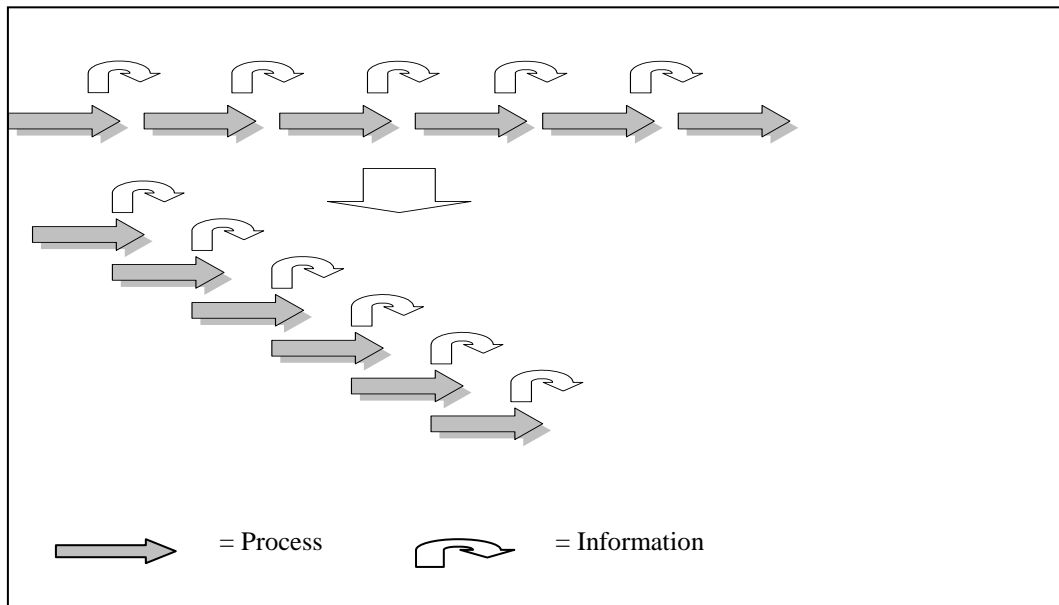 = Process
= Information